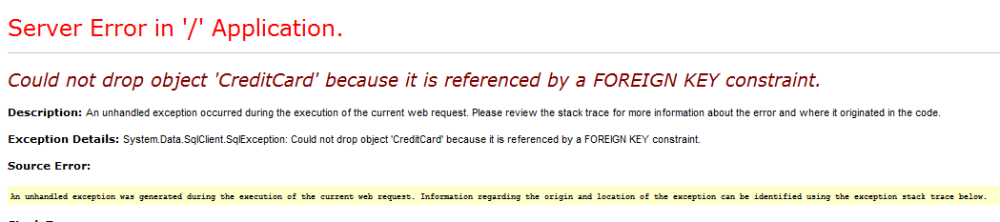 Server Error in '/' Application.
Could not drop object 'CreditCard' because it is referenced by a FOREIGN KEY constraint.
Description: An unhandled exception occurred during the execution of the current web request. Please review the stack trace for more information about the error and where it originated in the code.
Exception Details: System.Data.SqlClient.SqlException: Could not drop object 'CreditCard' because it is referenced by a FOREIGN KEY constraint.
Source Error:
An unhandled exception was generated during the execution of the current web request. Information regarding the origin and location of the exception can be identified using the exception stack trace below.